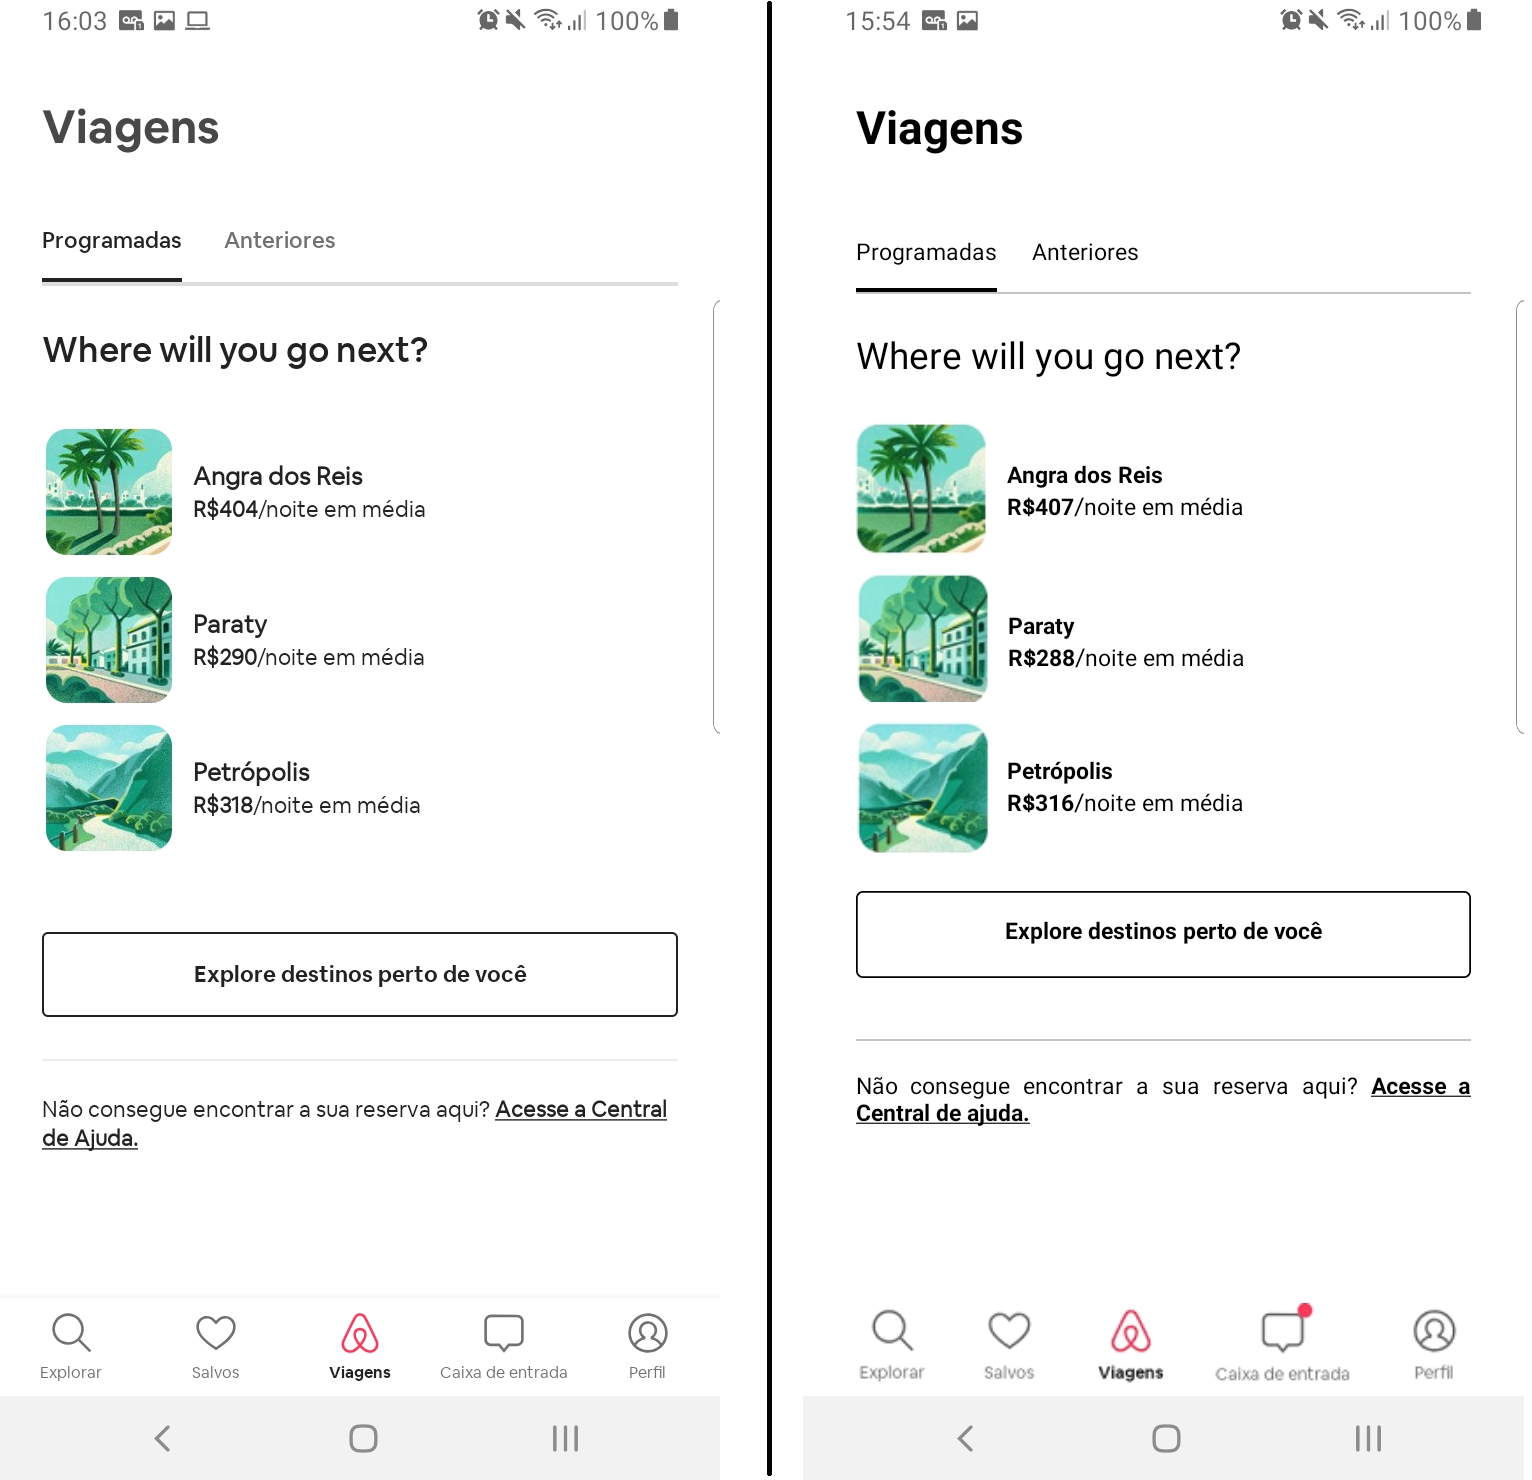 16:03
100%
Viagens
Programadas Anteriores
Where will you go next?
Angra dos Reis
R$404/noite em média
Paraty
R$290/noite em média
Petrópolis
R$318/noite em média
Explore destinos perto de você
Não consegue encontrar a sua reserva aqui? Acesse a Central
de Ajuda.
Explorar Salvos Viagens Caixa de entrada Perfil
15:54
100%
Viagens
Programadas Anteriores
Where will you go next?
Angra dos Reis
R$407/noite em média
Paraty
R$288/noite em média
Petrópolis
R$316/noite em média
Explore destinos perto de você
Não consegue encontrar a sua reserva aqui? Acesse a
Central de ajuda.
Explorar Salvos Viagens Caixa de entrada Perfil